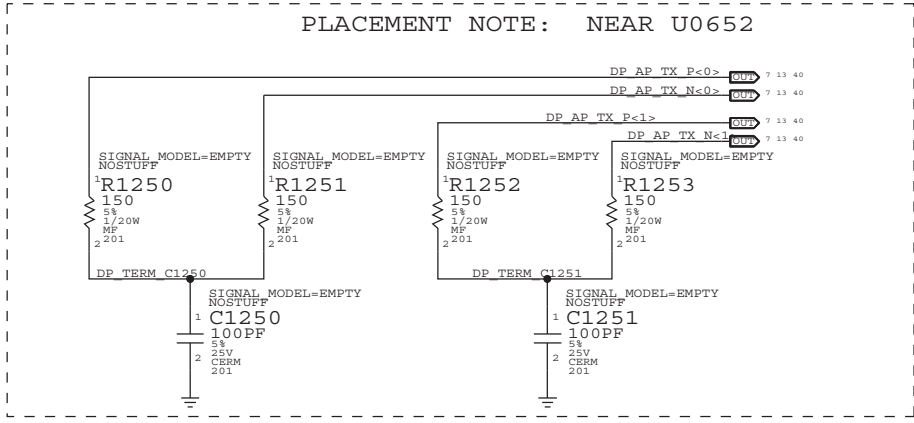 PLACEMENT NOTE: NEAR U0652
DP_AP_TX_P<0> OUT 7 13 40
DP_AP_TX_N<0> OUT 7 13 40
DP_AP_TX_P<1> OUT 7 13 40
DP_AP_TX_N<1 OUT 7 13 40
SIGNAL_MODEL=EMPTY
NOSTUFF
1 R1250
150
5%
1/20W
MF
2 201
SIGNAL_MODEL=EMPTY
NOSTUFF
1 R1251
150
5%
1/20W
MF
2 201
SIGNAL_MODEL=EMPTY
NOSTUFF
1 R1252
150
5%
1/20W
MF
2 201
SIGNAL_MODEL=EMPTY
NOSTUFF
1 R1253
150
5%
1/20W
MF
2 201
DP_TERM_C1250
DP_TERM_C1251
SIGNAL_MODEL=EMPTY
NOSTUFF
1 C1250
100PF
5%
2 25V
CERM
201
SIGNAL_MODEL=EMPTY
NOSTUFF
1 C1251
100PF
5%
2 25V
CERM
201